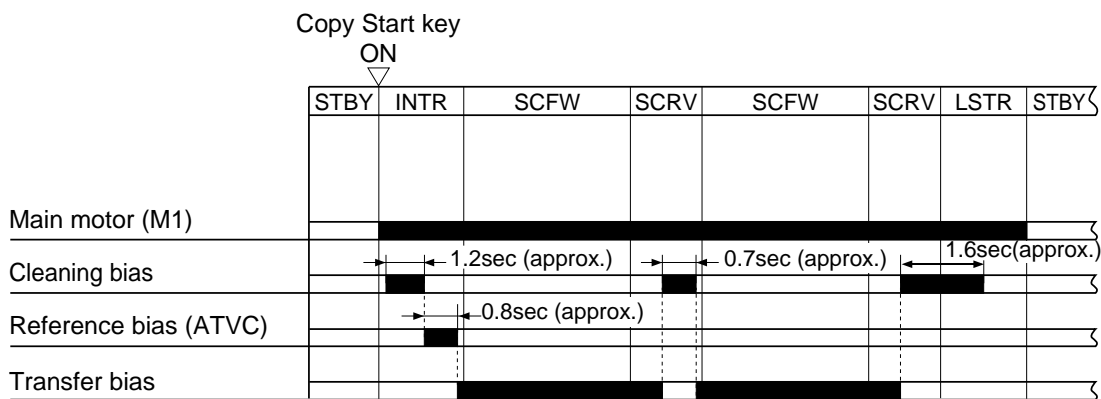 Copy Start key
ON
STBY INTR SCFW SCRV SCFW SCRV LSTR STBY
Main motor (M1)
1.2sec (approx.) 0.7sec (approx.) 1.6sec(approx.)
Cleaning bias
0.8sec (approx.)
Reference bias (ATVC)
Transfer bias